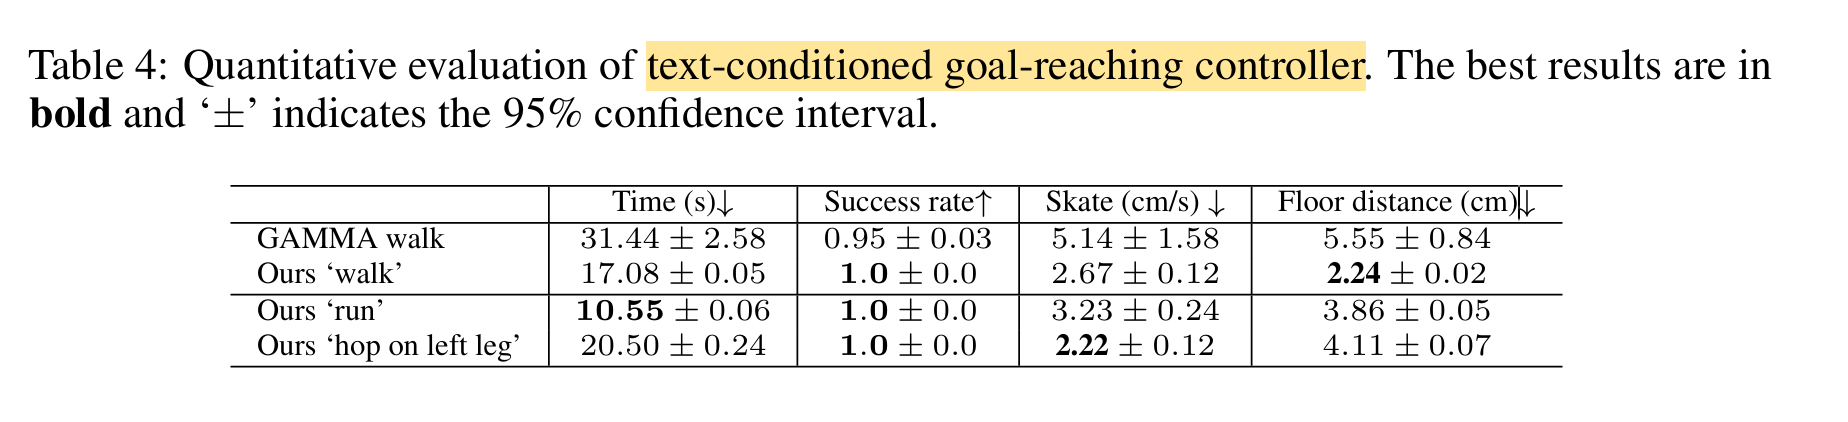 Table 4: Quantitative evaluation of text-conditioned goal-reaching controller. The best results are in
bold and ‘±’ indicates the 95% confidence interval.
Time (s)↓ Success rate↑ Skate (cm/s) ↓ Floor distance (cm)↓
GAMMA walk 31.44 ± 2.58 0.95 ± 0.03 5.14 ± 1.58 5.55 ± 0.84
Ours ‘walk’ 17.08 ± 0.05 1.0 ± 0.0 2.67 ± 0.12 2.24 ± 0.02
Ours ‘run’ 10.55 ± 0.06 1.0 ± 0.0 3.23 ± 0.24 3.86 ± 0.05
Ours ‘hop on left leg’ 20.50 ± 0.24 1.0 ± 0.0 2.22 ± 0.12 4.11 ± 0.07